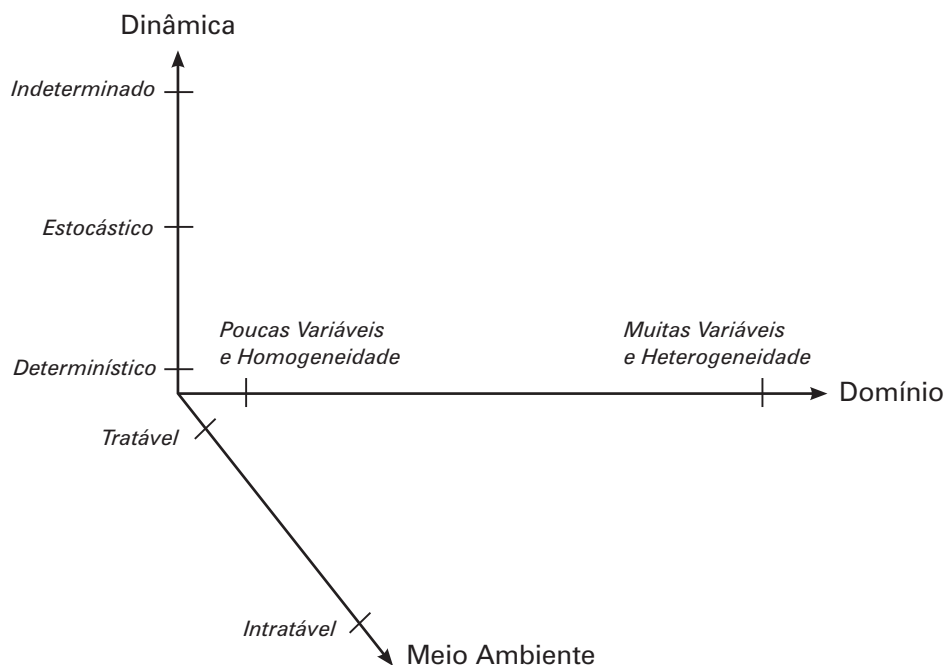 Dinâmica
Indeterminado
Estocástico
Poucas Variáveis
e Homogeneidade
Muitas Variáveis
e Heterogeneidade
Determinístico
Domínio
Tratável
Intratável
Meio Ambiente